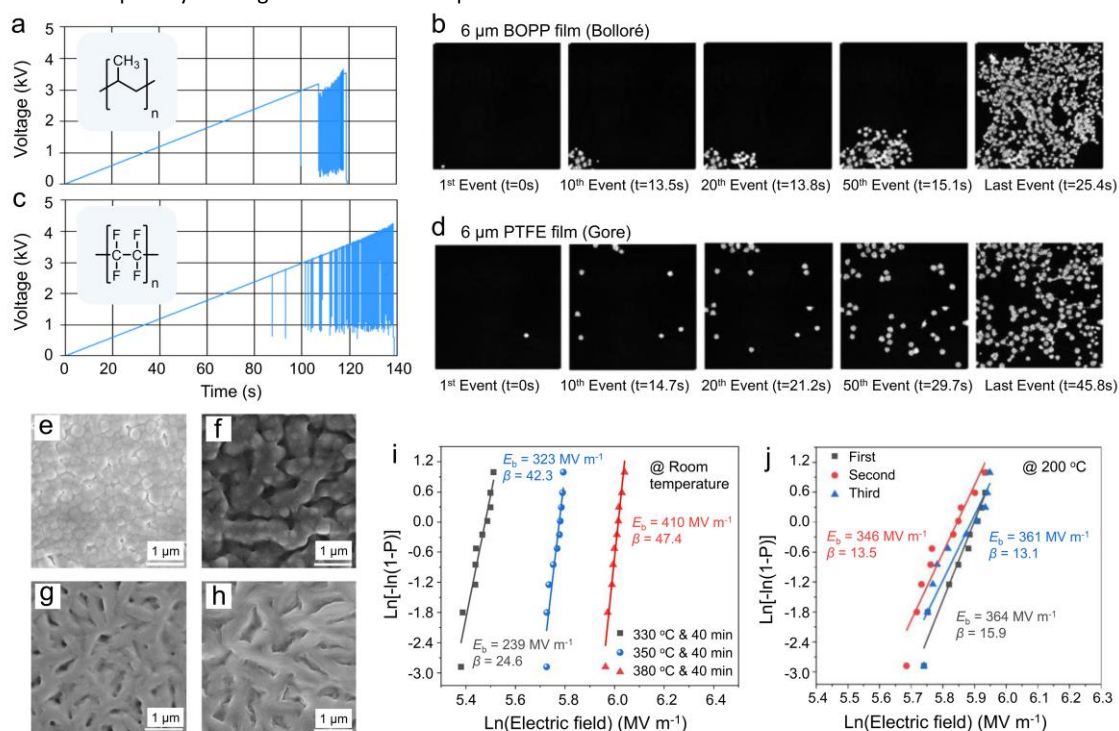 a
CH₃
n
Voltage (kV)
5
4
3
2
1
0
b
6 μm BOPP film (Bolloré)
1st Event (t=0s)
10th Event (t=13.5s)
20th Event (t=13.8s)
50th Event (t=15.1s)
Last Event (t=25.4s)
c
F F
C C
F F
n
Voltage (kV)
5
4
3
2
1
0
0 20 40 60 80 100 120 140
Time (s)
d
6 μm PTFE film (Gore)
1st Event (t=0s)
10th Event (t=14.7s)
20th Event (t=21.2s)
50th Event (t=29.7s)
Last Event (t=45.8s)
e
1 μm
f
1 μm
g
1 μm
h
1 μm
i
Ln[-ln(1-P)]
1.2
0.6
0.0
-0.6
-1.2
-1.8
-2.4
-3.0
Eb = 323 MV m⁻¹
β = 42.3
@ Room
temperature
Eb = 410 MV m⁻¹
β = 47.4
Eb = 239 MV m⁻¹
β = 24.6
330 °C & 40 min
350 °C & 40 min
380 °C & 40 min
5.4 5.6 5.8 6.0 6.2 6.4
Ln(Electric field) (MV m⁻¹)
j
Ln[-ln(1-P)]
1.2
0.6
0.0
-0.6
-1.2
-1.8
-2.4
-3.0
First
Second
Third
@ 200 °C
Eb = 346 MV m⁻¹
β = 13.5
Eb = 361 MV m⁻¹
β = 13.1
Eb = 364 MV m⁻¹
β = 15.9
5.4 5.5 5.6 5.7 5.8 5.9 6.0 6.1 6.2 6.3
Ln(Electric field) (MV m⁻¹)